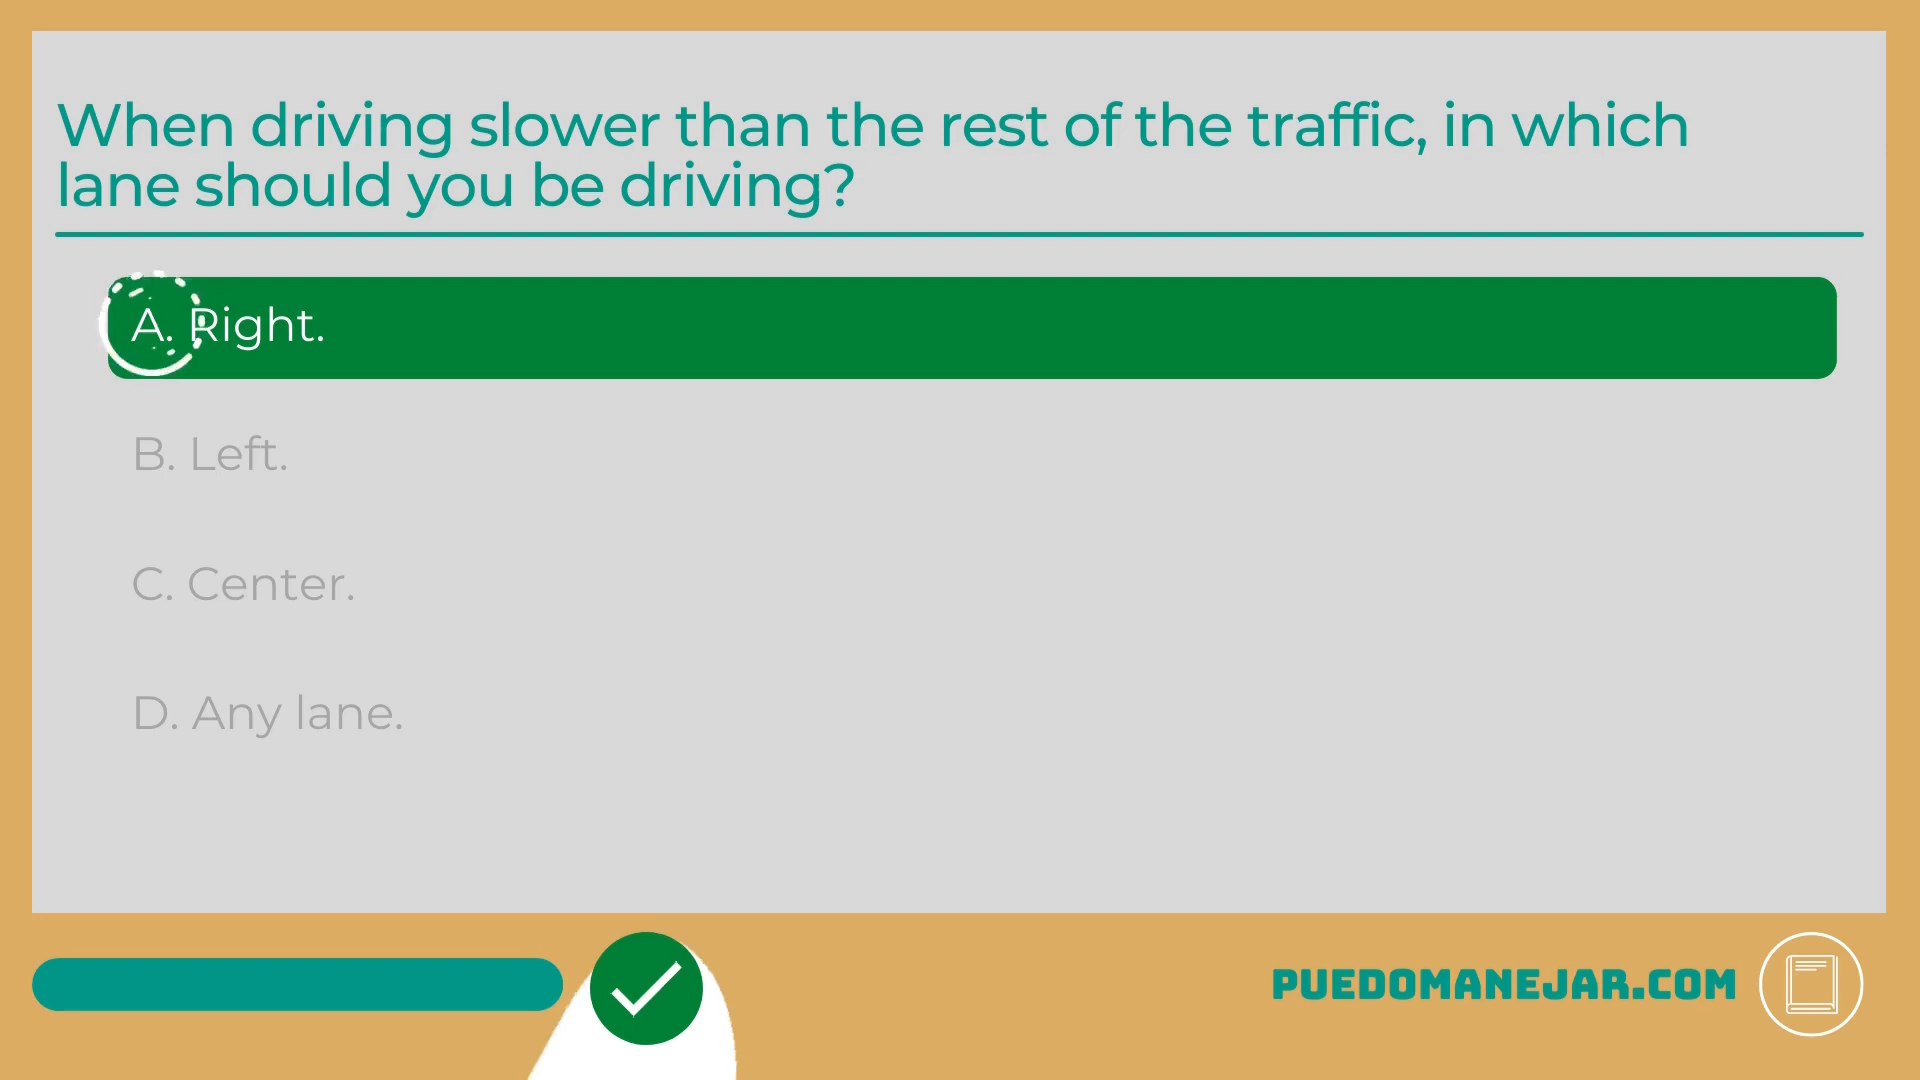 When driving slower than the rest of the traffic, in which
lane should you be driving?
A. Right.
B. Left.
C. Center.
D. Any lane.
PUEDOMANEJAR.COM